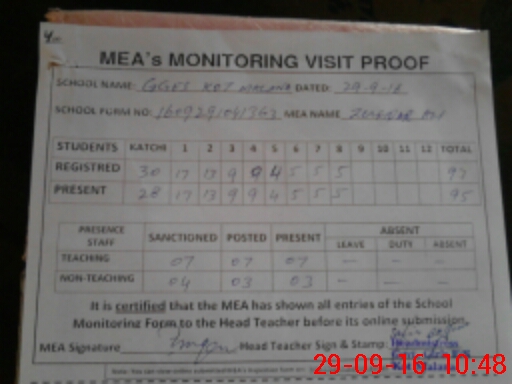 MEA's MONITORING VISIT PROOF
SCHOOL NAME: GGES KOT DATED: 29-9-16
SCHOOL FORM NO: MEA NAME
STUDENTS KATCHI 1 2 3 4 5 6 7 8 9 10 11 12 TOTAL
REGISTRED 30 17 13 9 9 4 5 5 5 97
PRESENT 28 17 13 9 9 4 5 5 5 95
PRESENCE STAFF SANCTIONED POSTED PRESENT ABSENT
LEAVE DUTY ABSENT
TEACHING 07 07 07 — — —
NON-TEACHING 04 03 03 — — —
It is certified that the MEA has shown all entries of the School
Monitoring Form to the Head Teacher before its online submission.
MEA Signature Head Teacher Sign & Stamp
29-09-16 10:48